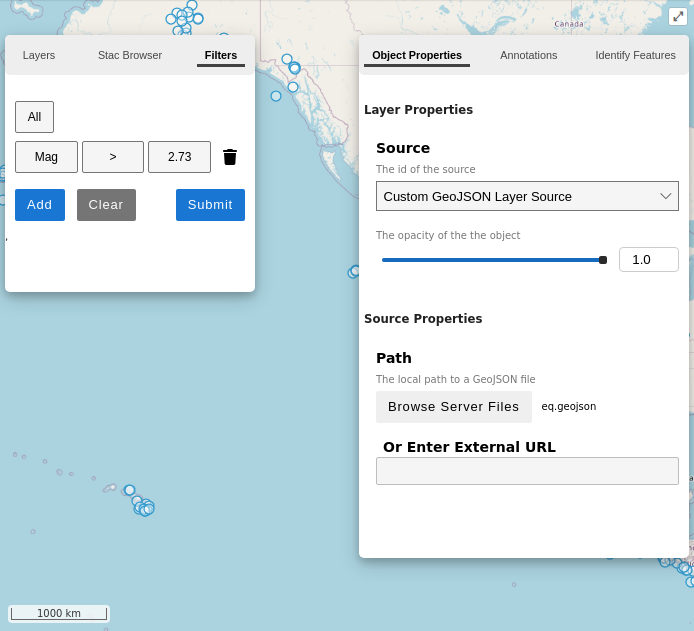 Canada
Layers Stac Browser Filters
All
Mag > 2.73
Add Clear Submit
,
Object Properties Annotations Identify Features
Layer Properties
Source
The id of the source
Custom GeoJSON Layer Source
The opacity of the the object
1.0
Source Properties
Path
The local path to a GeoJSON file
Browse Server Files eq.geojson
Or Enter External URL
1000 km